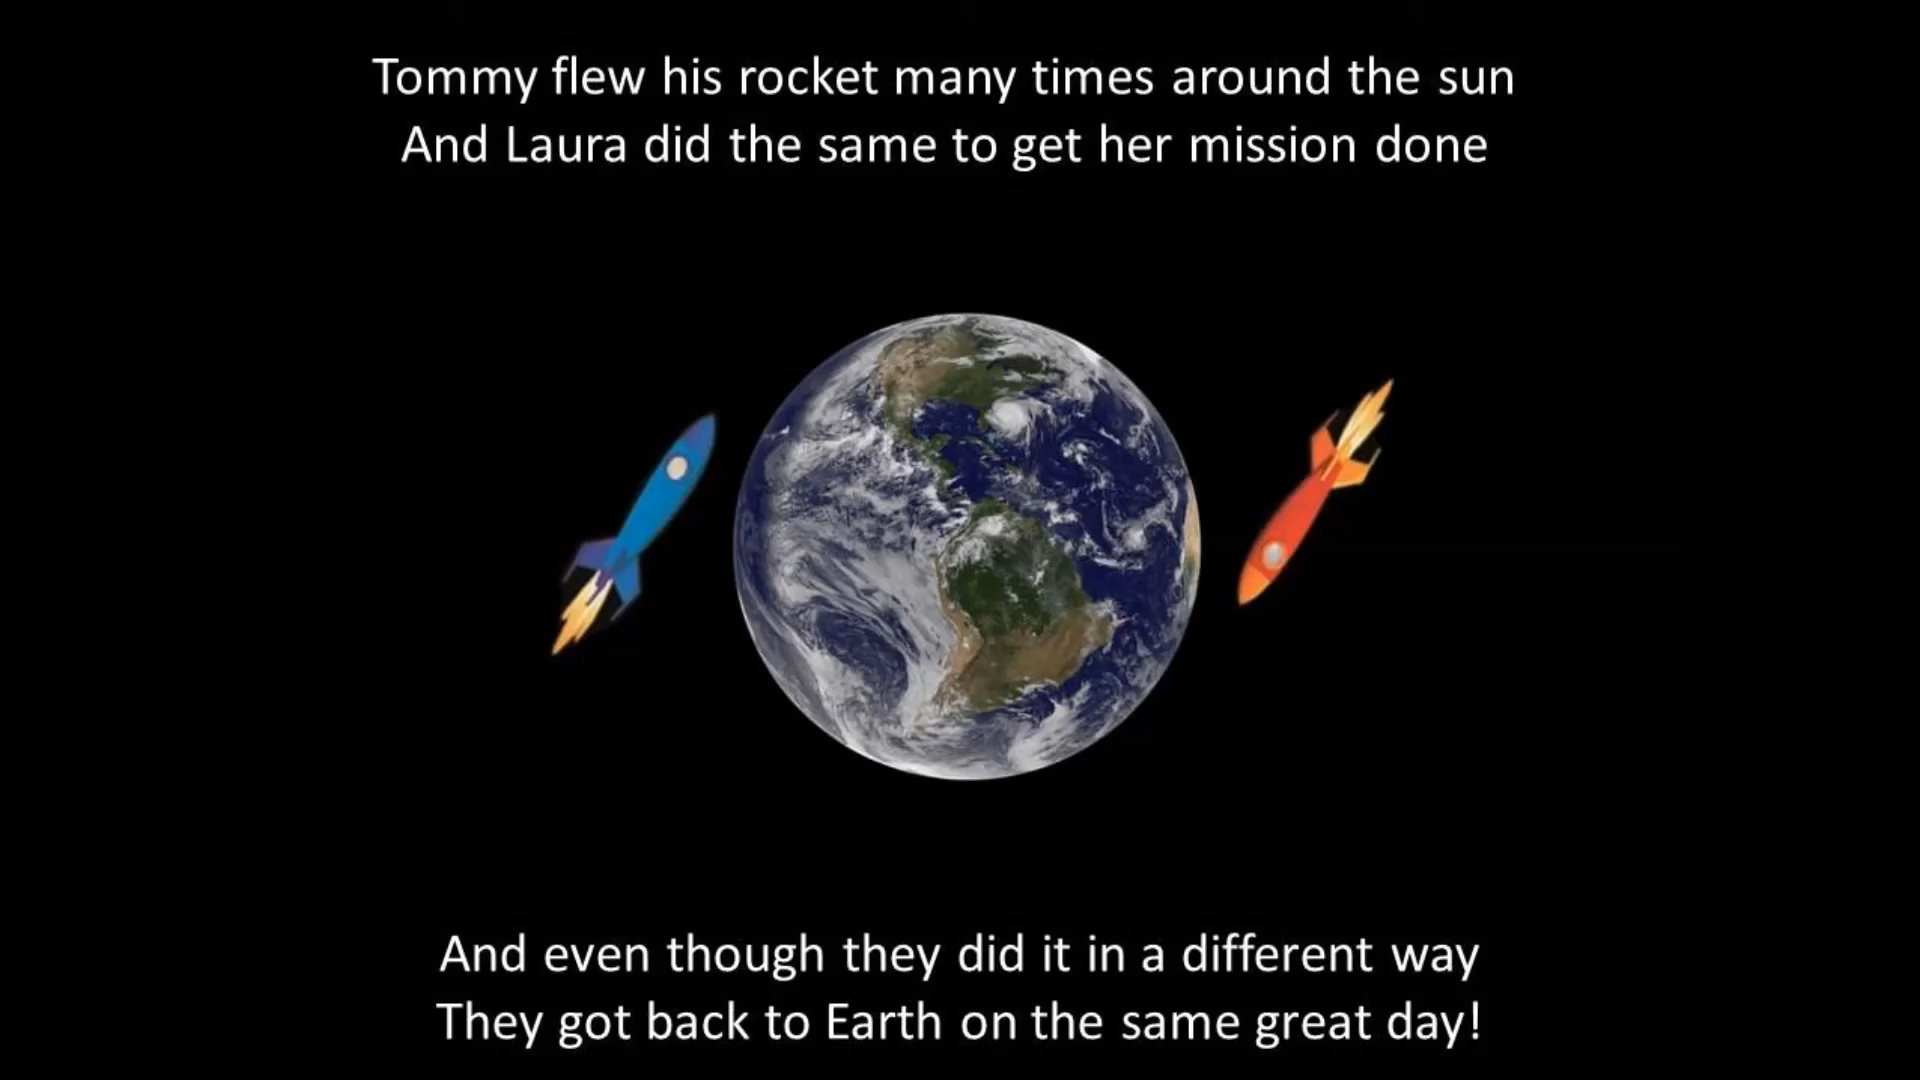 Tommy flew his rocket many times around the sun
And Laura did the same to get her mission done
And even though they did it in a different way
They got back to Earth on the same great day!